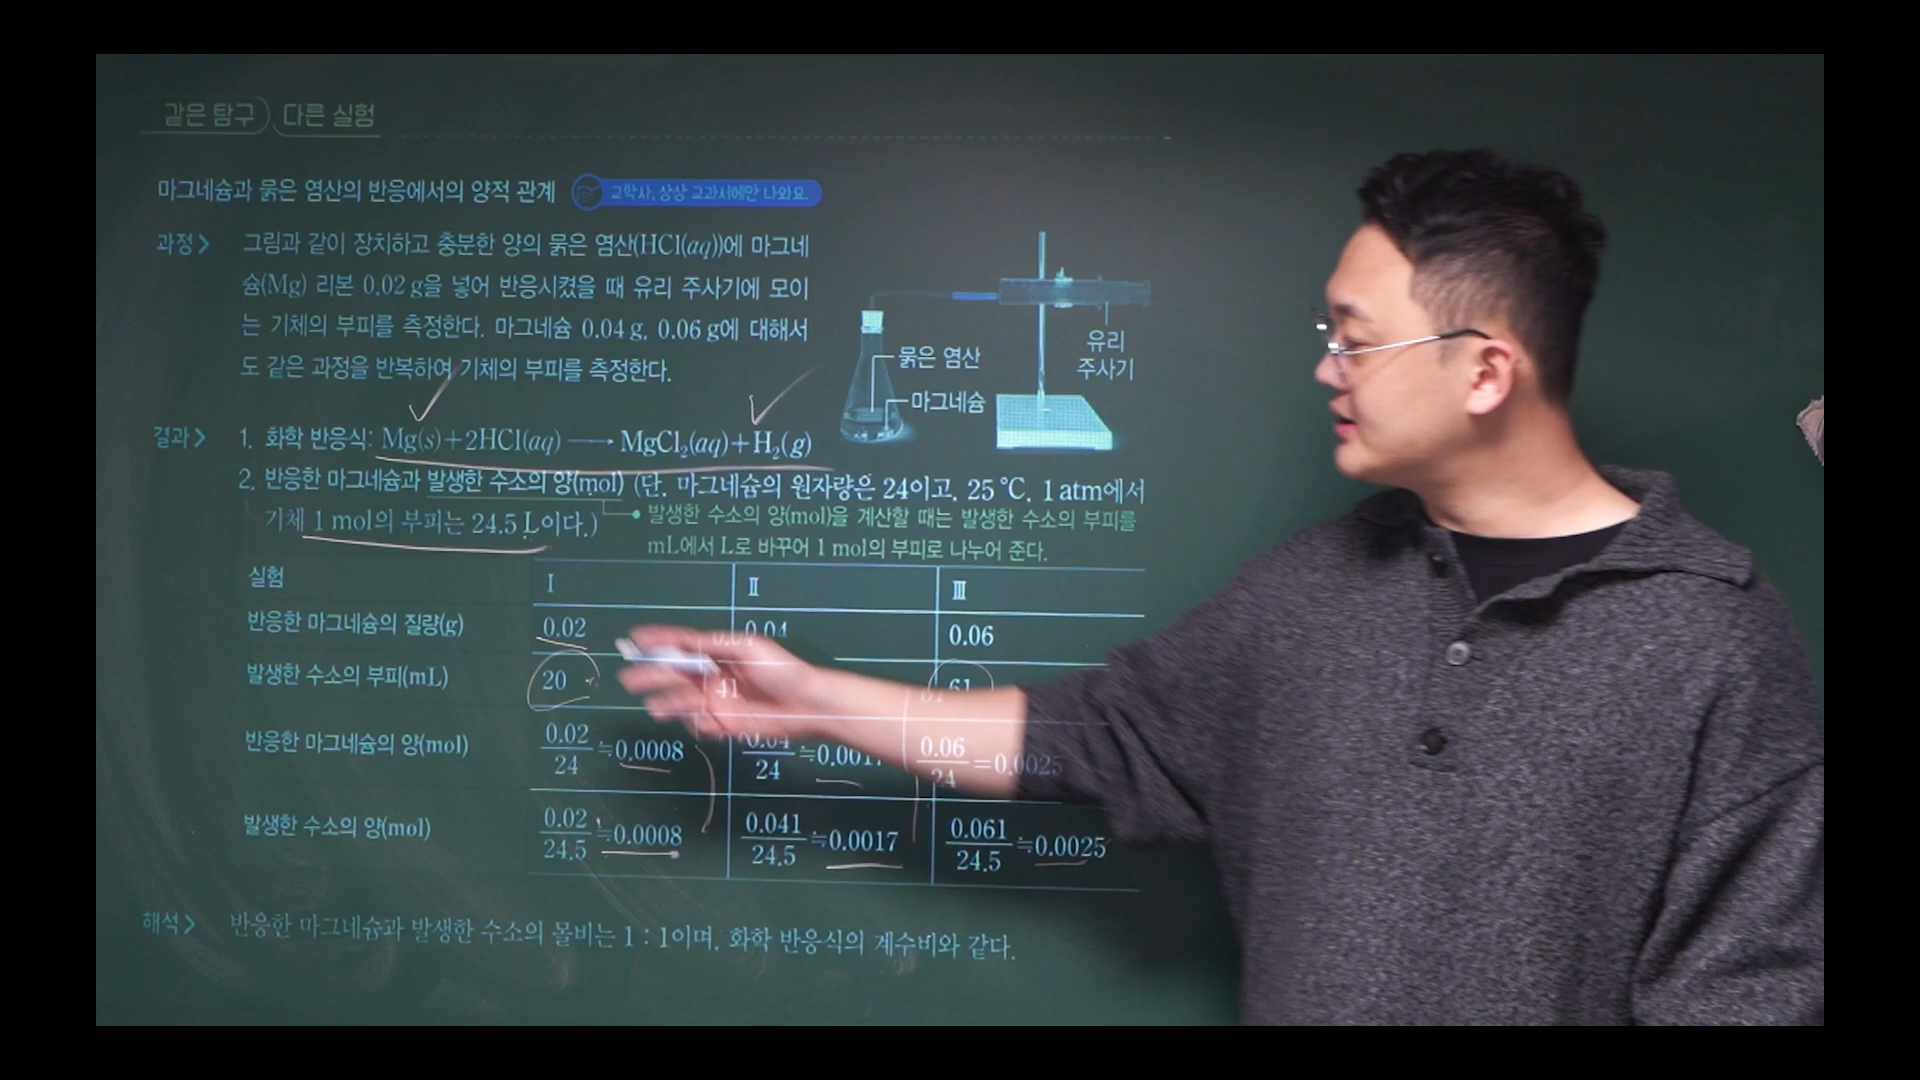 같은 탐구 다른 실험
마그네슘과 묽은 염산의 반응에서의 양적 관계 교학사, 상상 교과서에만 나와요.
과정> 그림과 같이 장치하고 충분한 양의 묽은 염산(HCl(aq))에 마그네
슘(Mg) 리본 0.02 g을 넣어 반응시켰을 때 유리 주사기에 모이
는 기체의 부피를 측정한다. 마그네슘 0.04 g, 0.06 g에 대해서
도 같은 과정을 반복하여 기체의 부피를 측정한다.
유리
주사기
묽은 염산
마그네슘
결과> 1. 화학 반응식: Mg(s)+2HCl(aq) ⟶ MgCl₂(aq)+H₂(g)
2. 반응한 마그네슘과 발생한 수소의 양(mol) (단, 마그네슘의 원자량은 24이고, 25 ℃, 1 atm에서
기체 1 mol의 부피는 24.5 L이다.)
발생한 수소의 양(mol)을 계산할 때는 발생한 수소의 부피를
mL에서 L로 바꾸어 1 mol의 부피로 나누어 준다.
실험 Ⅰ Ⅱ Ⅲ
반응한 마그네슘의 질량(g) 0.02 0.04 0.06
발생한 수소의 부피(mL) 20 41 61
반응한 마그네슘의 양(mol) 0.02/24≒0.0008 0.04/24≒0.0017 0.06/24=0.0025
발생한 수소의 양(mol) 0.02/24.5≒0.0008 0.041/24.5≒0.0017 0.061/24.5≒0.0025
해석> 반응한 마그네슘과 발생한 수소의 몰비는 1 : 1이며, 화학 반응식의 계수비와 같다.